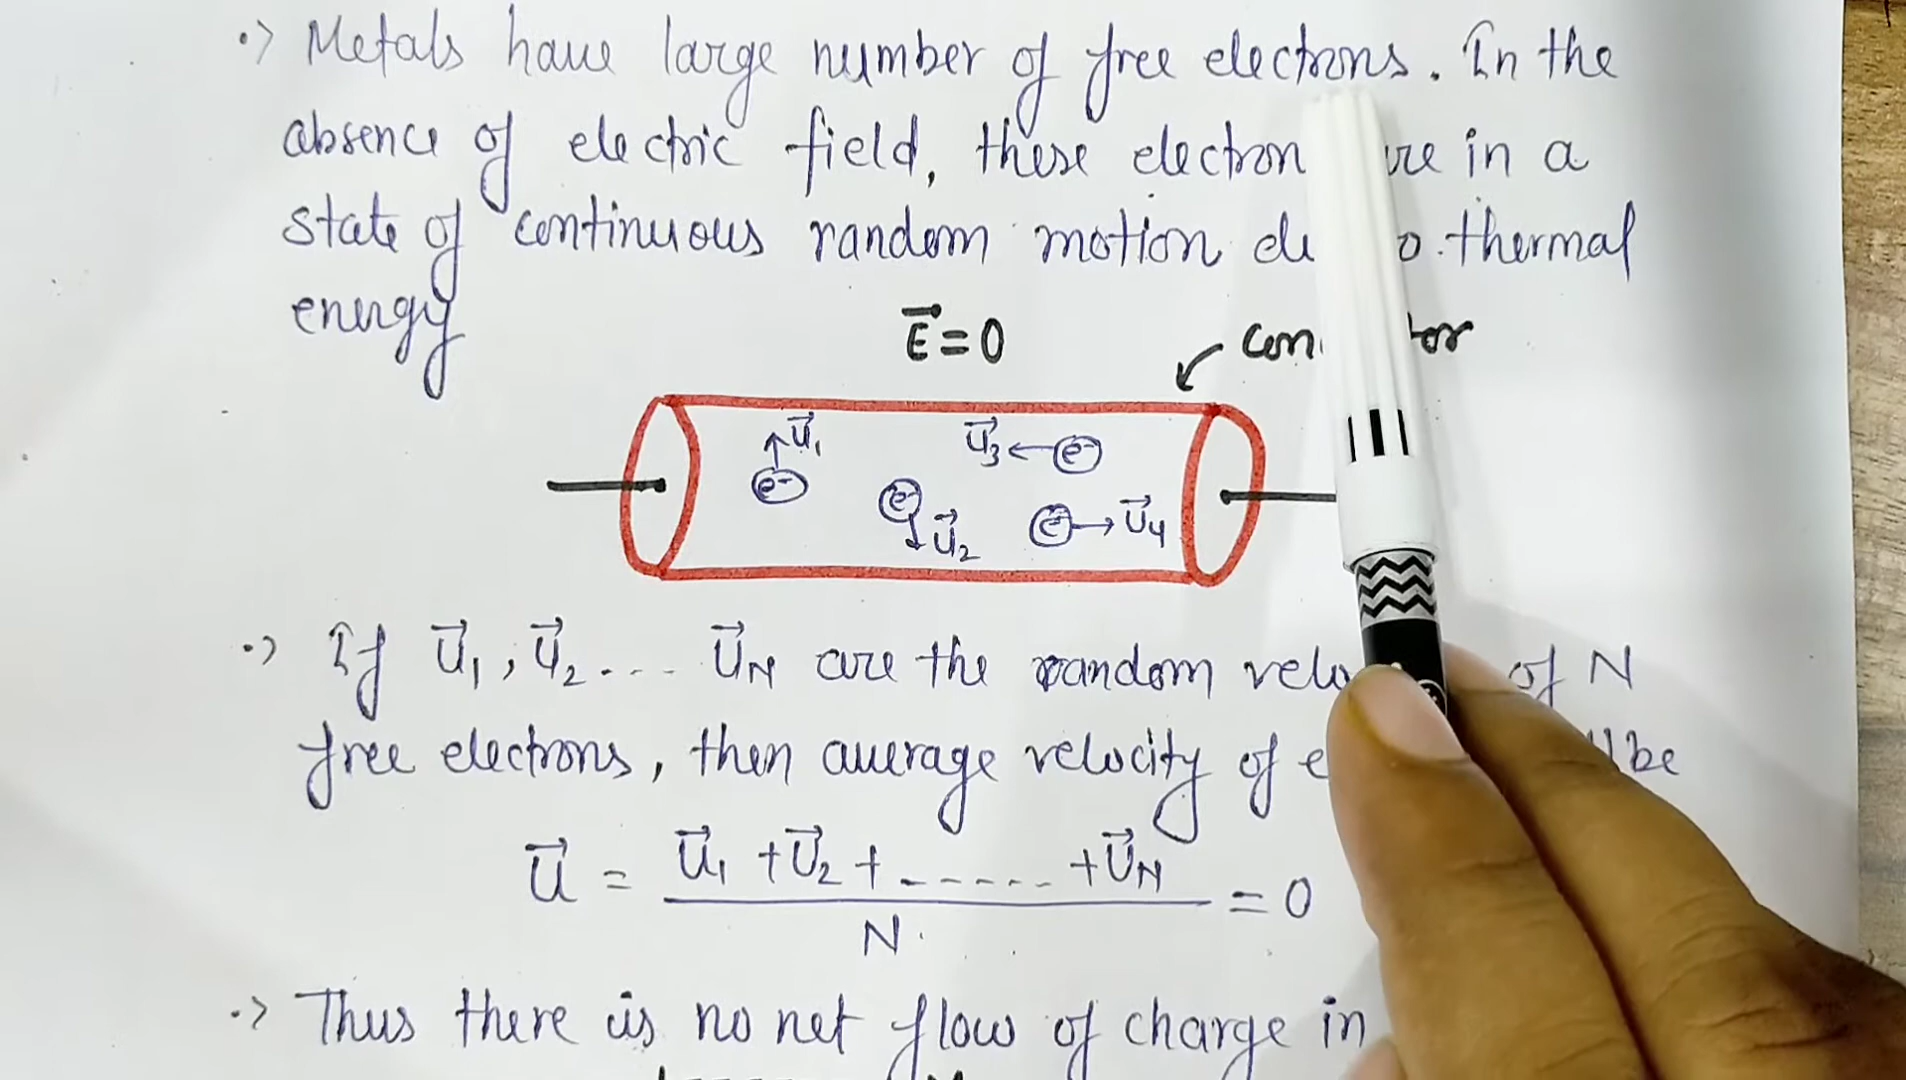 •> Metals have large number of free electrons. In the
absence of electric field, these electron in a
state of continuous random motion thermal
energy
E⃗ = 0
e⁻ u⃗₁
u⃗₃ e⁻
e⁻ u⃗₂
e⁻ u⃗₄
•> If u⃗₁, u⃗₂ ... u⃗N are the random of N
free electrons, then average velocity of be
u⃗ = u⃗₁ + u⃗₂ + ------ + u⃗N / N = 0
•> Thus there is no net flow of charge in